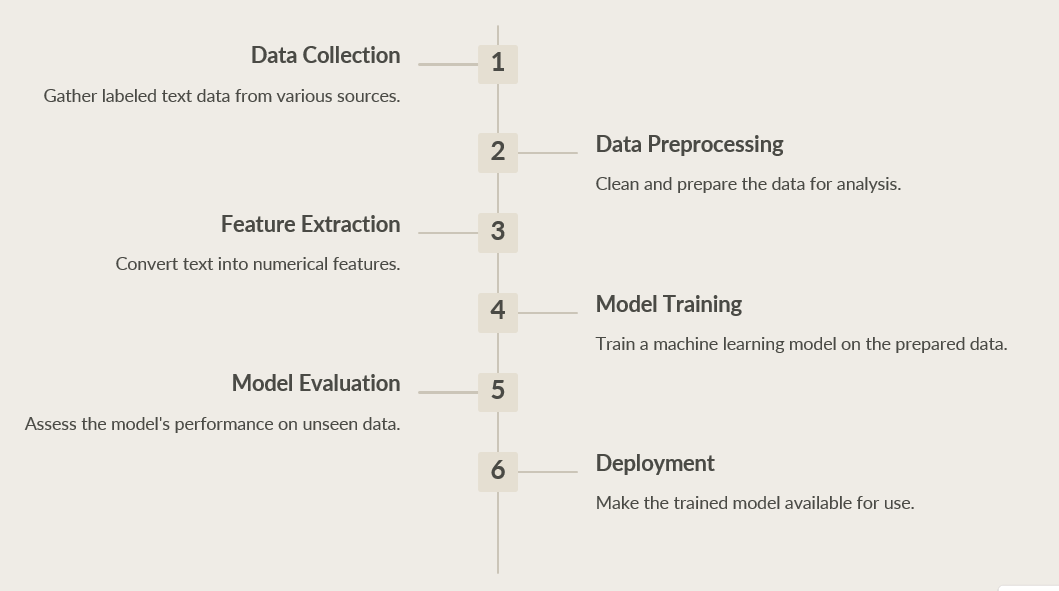 Data Collection
1
Gather labeled text data from various sources.
2
Data Preprocessing
Clean and prepare the data for analysis.
Feature Extraction
3
Convert text into numerical features.
4
Model Training
Train a machine learning model on the prepared data.
Model Evaluation
5
Assess the model's performance on unseen data.
6
Deployment
Make the trained model available for use.